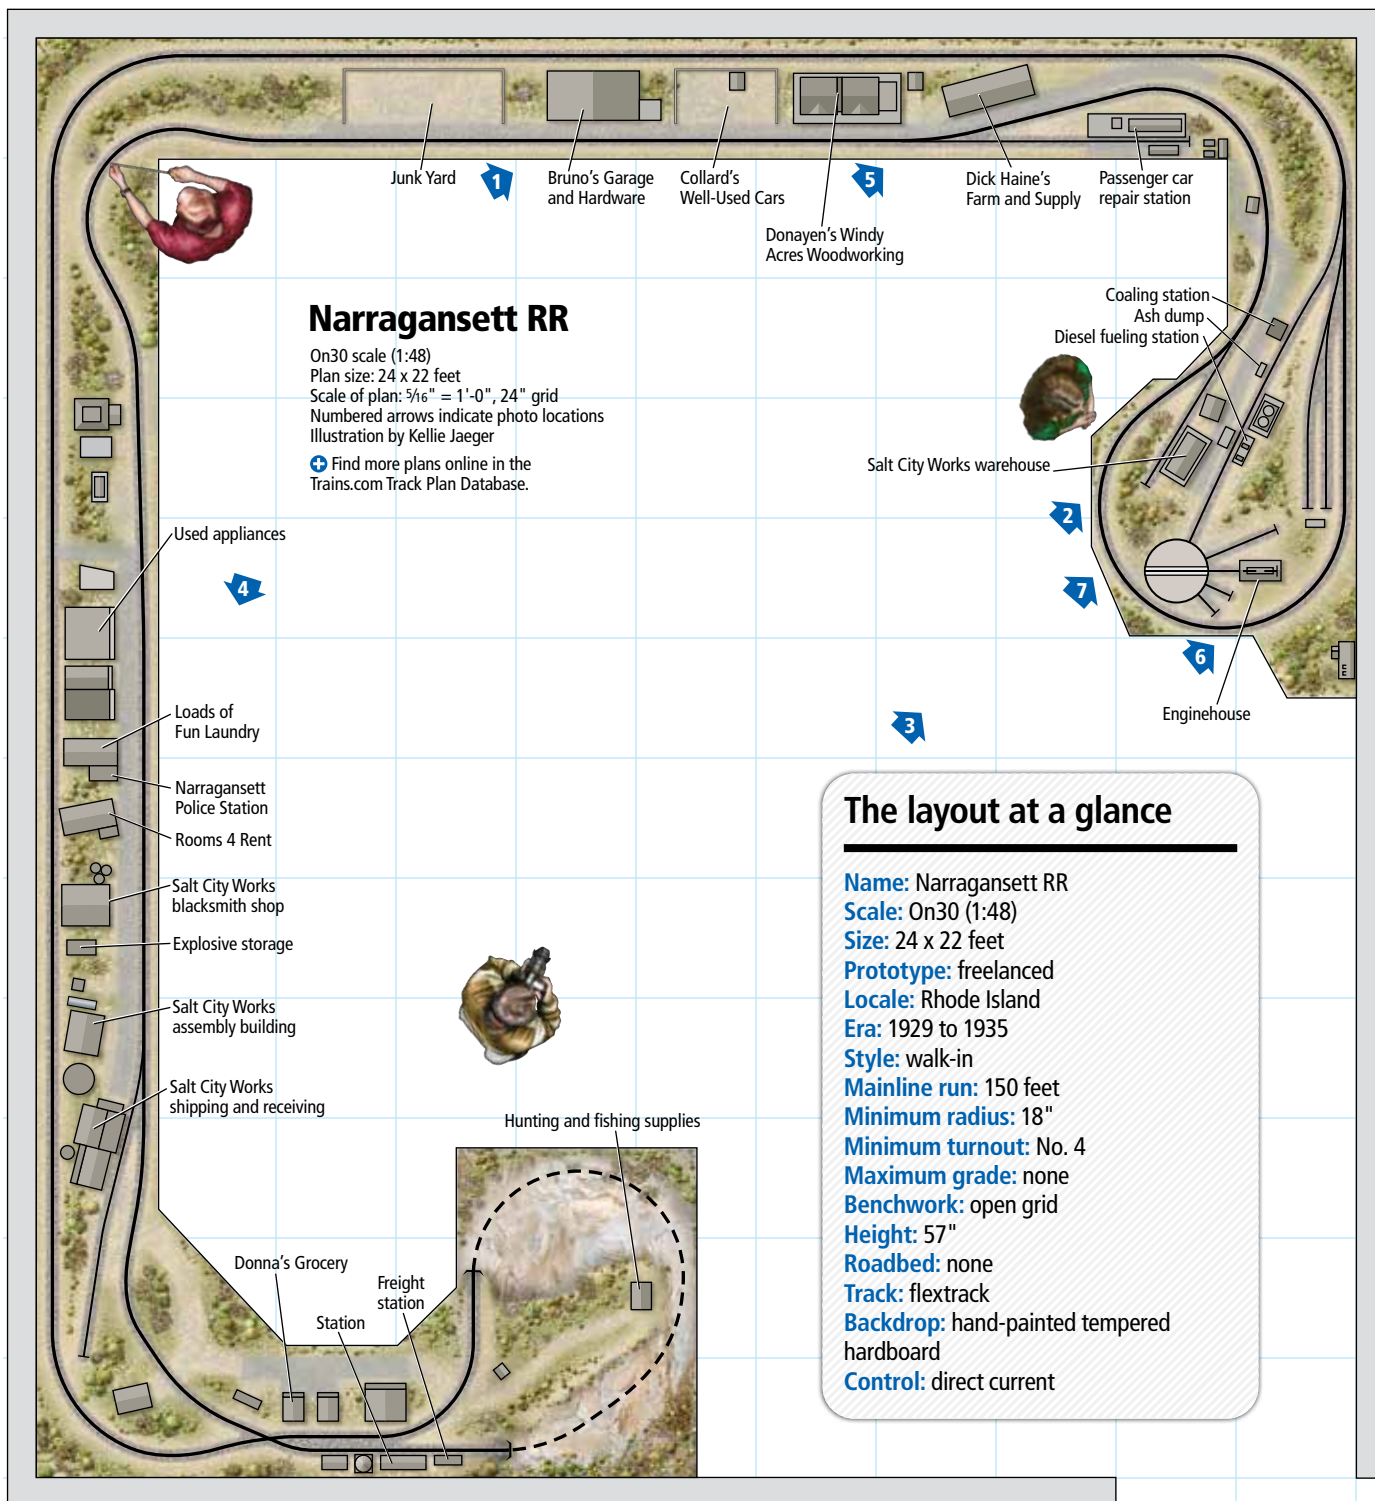 Junk Yard
1
Bruno's Garage
and Hardware
Collard's
Well-Used Cars
5
Donayen's Windy
Acres Woodworking
Dick Haine's
Farm and Supply
Passenger car
repair station
Narragansett RR
On30 scale (1:48)
Plan size: 24 x 22 feet
Scale of plan: 5/16" = 1'-0", 24" grid
Numbered arrows indicate photo locations
Illustration by Kellie Jaeger
Find more plans online in the
Trains.com Track Plan Database.
Coaling station
Ash dump
Diesel fueling station
Salt City Works warehouse
2
7
6
Enginehouse
3
4
Used appliances
Loads of
Fun Laundry
Narragansett
Police Station
Rooms 4 Rent
Salt City Works
blacksmith shop
Explosive storage
Salt City Works
assembly building
Salt City Works
shipping and receiving
Hunting and fishing supplies
Donna's Grocery
Freight
station
Station
The layout at a glance
Name: Narragansett RR
Scale: On30 (1:48)
Size: 24 x 22 feet
Prototype: freelanced
Locale: Rhode Island
Era: 1929 to 1935
Style: walk-in
Mainline run: 150 feet
Minimum radius: 18"
Minimum turnout: No. 4
Maximum grade: none
Benchwork: open grid
Height: 57"
Roadbed: none
Track: flextrack
Backdrop: hand-painted tempered
hardboard
Control: direct current